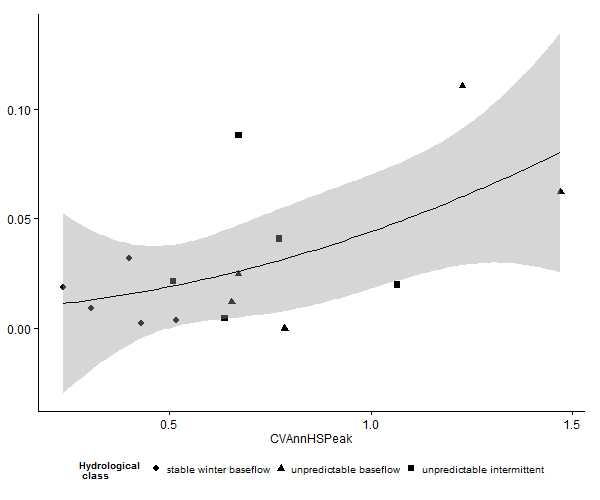 0.10
0.05
0.00
0.5 1.0 1.5
CVAnnHSPeak
Hydrological
class
stable winter baseflow unpredictable baseflow unpredictable intermittent